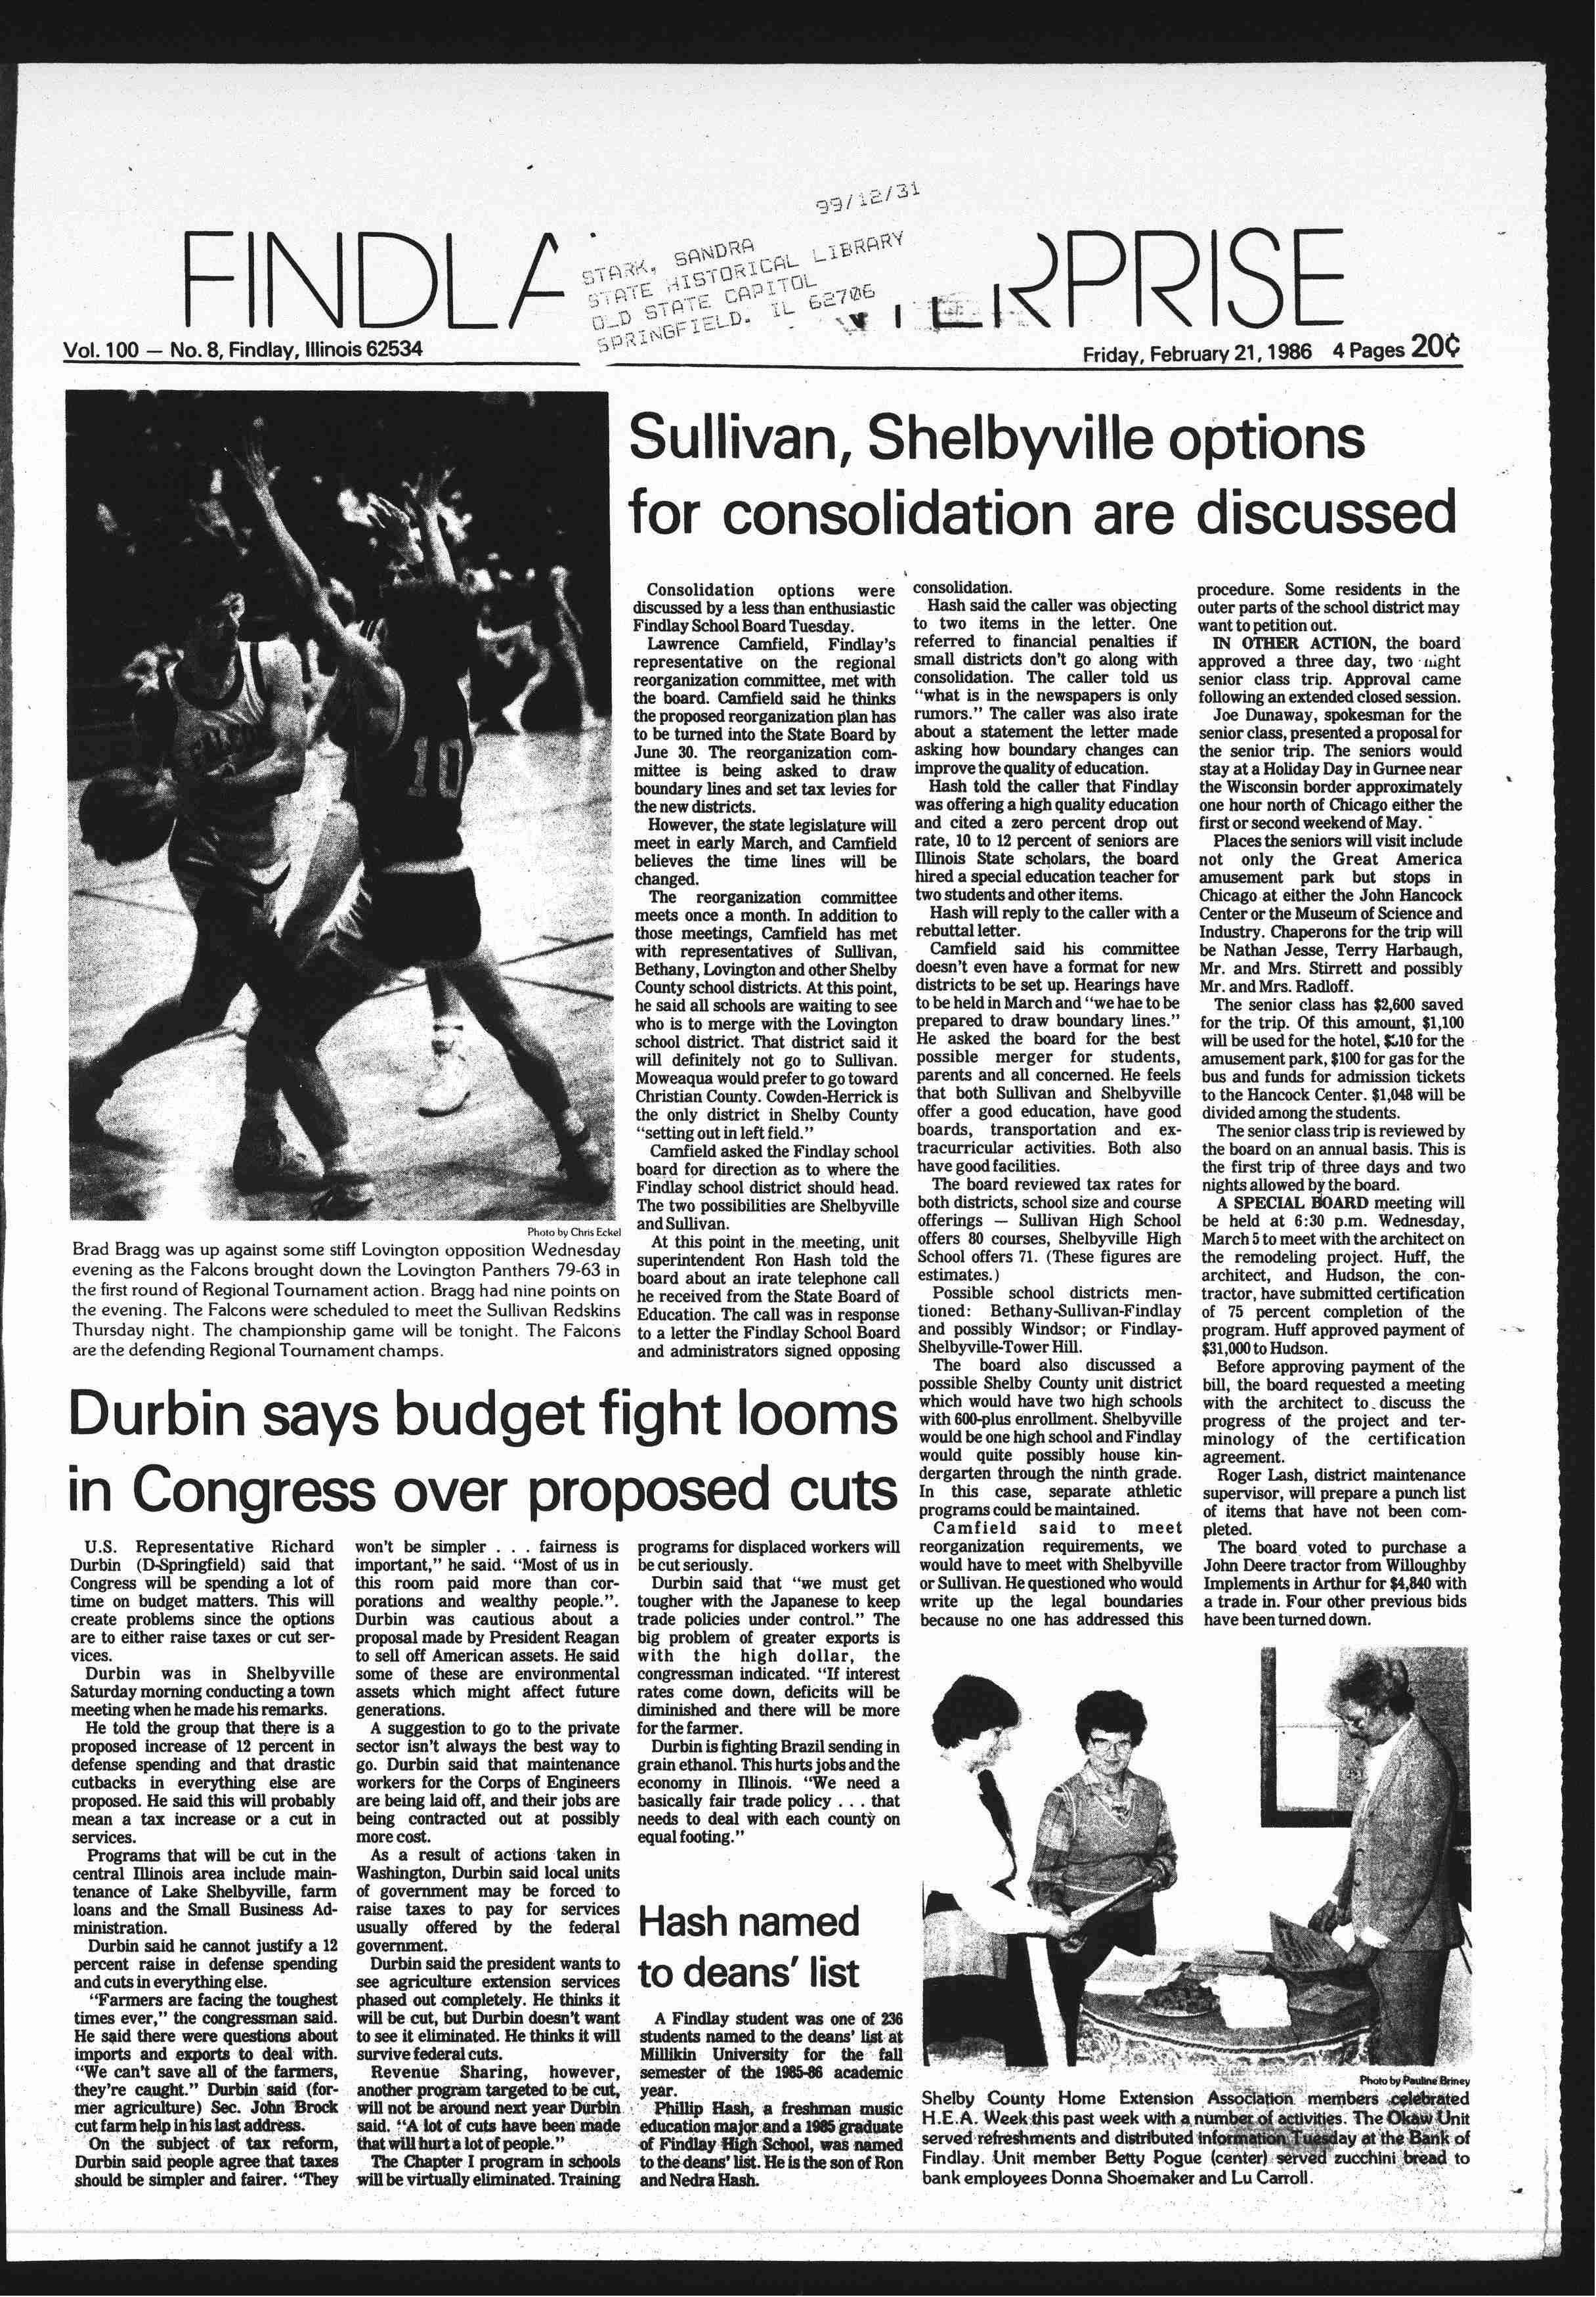 99/12/31
STARK, SANDRA
STATE HISTORICAL LIBRARY
OLD STATE CAPITOL
SPRINGFIELD. IL 62706
FINDLA ERPRISE
Vol. 100 — No. 8, Findlay, Illinois 62534
Friday, February 21, 1986 4 Pages 20¢
Photo by Chris Eckel
Brad Bragg was up against some stiff Lovington opposition Wednesday
evening as the Falcons brought down the Lovington Panthers 79-63 in
the first round of Regional Tournament action. Bragg had nine points on
the evening. The Falcons were scheduled to meet the Sullivan Redskins
Thursday night. The championship game will be tonight. The Falcons
are the defending Regional Tournament champs.
Sullivan, Shelbyville options
for consolidation are discussed
Consolidation options were
discussed by a less than enthusiastic
Findlay School Board Tuesday.
Lawrence Camfield, Findlay's
representative on the regional
reorganization committee, met with
the board. Camfield said he thinks
the proposed reorganization plan has
to be turned into the State Board by
June 30. The reorganization com-
mittee is being asked to draw
boundary lines and set tax levies for
the new districts.
However, the state legislature will
meet in early March, and Camfield
believes the time lines will be
changed.
The reorganization committee
meets once a month. In addition to
those meetings, Camfield has met
with representatives of Sullivan,
Bethany, Lovington and other Shelby
County school districts. At this point,
he said all schools are waiting to see
who is to merge with the Lovington
school district. That district said it
will definitely not go to Sullivan.
Moweaqua would prefer to go toward
Christian County. Cowden-Herrick is
the only district in Shelby County
"setting out in left field."
Camfield asked the Findlay school
board for direction as to where the
Findlay school district should head.
The two possibilities are Shelbyville
and Sullivan.
At this point in the meeting, unit
superintendent Ron Hash told the
board about an irate telephone call
he received from the State Board of
Education. The call was in response
to a letter the Findlay School Board
and administrators signed opposing
consolidation.
Hash said the caller was objecting
to two items in the letter. One
referred to financial penalties if
small districts don't go along with
consolidation. The caller told us
"what is in the newspapers is only
rumors." The caller was also irate
about a statement the letter made
asking how boundary changes can
improve the quality of education.
Hash told the caller that Findlay
was offering a high quality education
and cited a zero percent drop out
rate, 10 to 12 percent of seniors are
Illinois State scholars, the board
hired a special education teacher for
two students and other items.
Hash will reply to the caller with a
rebuttal letter.
Camfield said his committee
doesn't even have a format for new
districts to be set up. Hearings have
to be held in March and "we hae to be
prepared to draw boundary lines."
He asked the board for the best
possible merger for students,
parents and all concerned. He feels
that both Sullivan and Shelbyville
offer a good education, have good
boards, transportation and ex-
tracurricular activities. Both also
have good facilities.
The board reviewed tax rates for
both districts, school size and course
offerings — Sullivan High School
offers 80 courses, Shelbyville High
School offers 71. (These figures are
estimates.)
Possible school districts men-
tioned: Bethany-Sullivan-Findlay
and possibly Windsor; or Findlay-
Shelbyville-Tower Hill.
The board also discussed a
possible Shelby County unit district
which would have two high schools
with 600-plus enrollment. Shelbyville
would be one high school and Findlay
would quite possibly house kin-
dergarten through the ninth grade.
In this case, separate athletic
programs could be maintained.
Camfield said to meet
reorganization requirements, we
would have to meet with Shelbyville
or Sullivan. He questioned who would
write up the legal boundaries
because no one has addressed this
procedure. Some residents in the
outer parts of the school district may
want to petition out.
IN OTHER ACTION, the board
approved a three day, two night
senior class trip. Approval came
following an extended closed session.
Joe Dunaway, spokesman for the
senior class, presented a proposal for
the senior trip. The seniors would
stay at a Holiday Day in Gurnee near
the Wisconsin border approximately
one hour north of Chicago either the
first or second weekend of May.
Places the seniors will visit include
not only the Great America
amusement park but stops in
Chicago at either the John Hancock
Center or the Museum of Science and
Industry. Chaperons for the trip will
be Nathan Jesse, Terry Harbaugh,
Mr. and Mrs. Stirrett and possibly
Mr. and Mrs. Radloff.
The senior class has $2,600 saved
for the trip. Of this amount, $1,100
will be used for the hotel, for the
amusement park, $100 for gas for the
bus and funds for admission tickets
to the Hancock Center. $1,048 will be
divided among the students.
The senior class trip is reviewed by
the board on an annual basis. This is
the first trip of three days and two
nights allowed by the board.
A SPECIAL BOARD meeting will
be held at 6:30 p.m. Wednesday,
March 5 to meet with the architect on
the remodeling project. Huff, the
architect, and Hudson, the con-
tractor, have submitted certification
of 75 percent completion of the
program. Huff approved payment of
$31,000 to Hudson.
Before approving payment of the
bill, the board requested a meeting
with the architect to discuss the
progress of the project and ter-
minology of the certification
agreement.
Roger Lash, district maintenance
supervisor, will prepare a punch list
of items that have not been com-
pleted.
The board voted to purchase a
John Deere tractor from Willoughby
Implements in Arthur for $4,840 with
a trade in. Four other previous bids
have been turned down.
Durbin says budget fight looms
in Congress over proposed cuts
U.S. Representative Richard
Durbin (D-Springfield) said that
Congress will be spending a lot of
time on budget matters. This will
create problems since the options
are to either raise taxes or cut ser-
vices.
Durbin was in Shelbyville
Saturday morning conducting a town
meeting when he made his remarks.
He told the group that there is a
proposed increase of 12 percent in
defense spending and that drastic
cutbacks in everything else are
proposed. He said this will probably
mean a tax increase or a cut in
services.
Programs that will be cut in the
central Illinois area include main-
tenance of Lake Shelbyville, farm
loans and the Small Business Ad-
ministration.
Durbin said he cannot justify a 12
percent raise in defense spending
and cuts in everything else.
"Farmers are facing the toughest
times ever," the congressman said.
He said there were questions about
imports and exports to deal with.
"We can't save all of the farmers,
they're caught." Durbin said (for-
mer agriculture) Sec. John Brock
cut farm help in his last address.
On the subject of tax reform,
Durbin said people agree that taxes
should be simpler and fairer. "They
won't be simpler . . . fairness is
important," he said. "Most of us in
this room paid more than cor-
porations and wealthy people.".
Durbin was cautious about a
proposal made by President Reagan
to sell off American assets. He said
some of these are environmental
assets which might affect future
generations.
A suggestion to go to the private
sector isn't always the best way to
go. Durbin said that maintenance
workers for the Corps of Engineers
are being laid off, and their jobs are
being contracted out at possibly
more cost.
As a result of actions taken in
Washington, Durbin said local units
of government may be forced to
raise taxes to pay for services
usually offered by the federal
government.
Durbin said the president wants to
see agriculture extension services
phased out completely. He thinks it
will be cut, but Durbin doesn't want
to see it eliminated. He thinks it will
survive federal cuts.
Revenue Sharing, however,
another program targeted to be cut,
will not be around next year Durbin
said. "A lot of cuts have been made
that will hurt a lot of people."
The Chapter I program in schools
will be virtually eliminated. Training
programs for displaced workers will
be cut seriously.
Durbin said that "we must get
tougher with the Japanese to keep
trade policies under control." The
big problem of greater exports is
with the high dollar, the
congressman indicated. "If interest
rates come down, deficits will be
diminished and there will be more
for the farmer.
Durbin is fighting Brazil sending in
grain ethanol. This hurts jobs and the
economy in Illinois. "We need a
basically fair trade policy . . . that
needs to deal with each county on
equal footing."
Hash named
to deans' list
A Findlay student was one of 236
students named to the deans' list at
Millikin University for the fall
semester of the 1985-86 academic
year.
Phillip Hash, a freshman music
education major and a 1985 graduate
of Findlay High School, was named
to the deans' list. He is the son of Ron
and Nedra Hash.
Photo by Pauline Briney
Shelby County Home Extension Association members celebrated
H.E.A. Week this past week with a number of activities. The Okaw Unit
served refreshments and distributed information Tuesday at the Bank of
Findlay. Unit member Betty Pogue (center) served zucchini bread to
bank employees Donna Shoemaker and Lu Carroll.
FALCONS
10